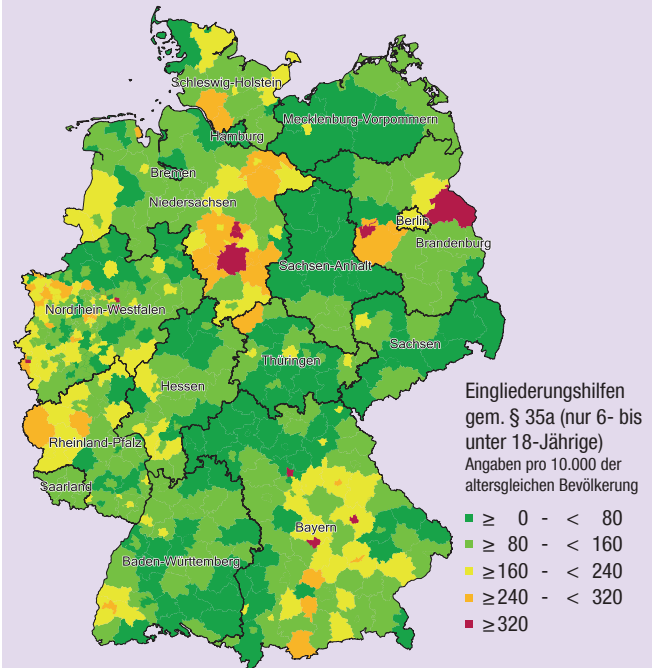 Schleswig-Holstein
Mecklenburg-Vorpommern
Hamburg
Bremen
Niedersachsen
Berlin
Brandenburg
Sachsen-Anhalt
Nordrhein-Westfalen
Sachsen
Thüringen
Hessen
Rheinland-Pfalz
Saarland
Bayern
Baden-Württemberg
Eingliederungshilfen
gem. § 35a (nur 6- bis
unter 18-Jährige)
Angaben pro 10.000 der
altersgleichen Bevölkerung
≥ 0 - < 80
≥ 80 - < 160
≥160 - < 240
≥240 - < 320
≥320